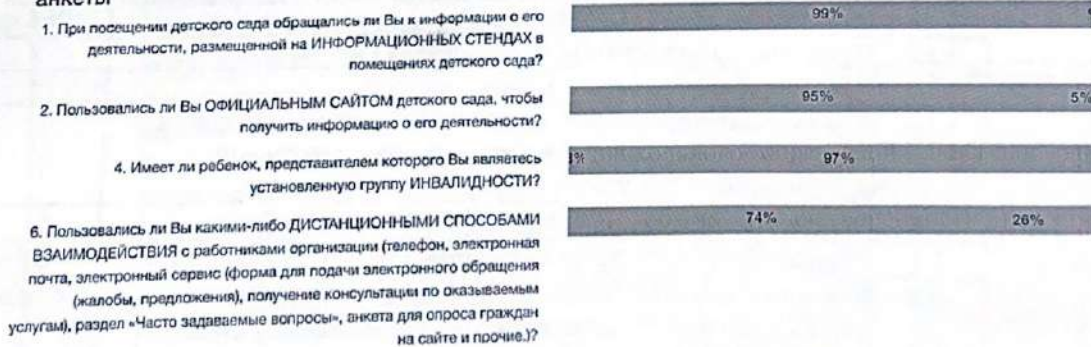 анкеты
1. При посещении детского сада обращались ли Вы к информации о его
деятельности, размещенной на ИНФОРМАЦИОННЫХ СТЕНДАХ в
помещениях детского сада?
99%
2. Пользовались ли Вы ОФИЦИАЛЬНЫМ САЙТОМ детского сада, чтобы
получить информацию о его деятельности?
95% 5%
4. Имеет ли ребенок, представителем которого Вы являетесь
установленную группу ИНВАЛИДНОСТИ?
97%
6. Пользовались ли Вы какими-либо ДИСТАНЦИОННЫМИ СПОСОБАМИ
ВЗАИМОДЕЙСТВИЯ с работниками организации (телефон, электронная
почта, электронный сервис (форма для подачи электронного обращения
(жалобы, предложения), получение консультации по оказываемым
услугам), раздел «Часто задаваемые вопросы», анкета для опроса граждан
на сайте и прочие.)?
74% 26%